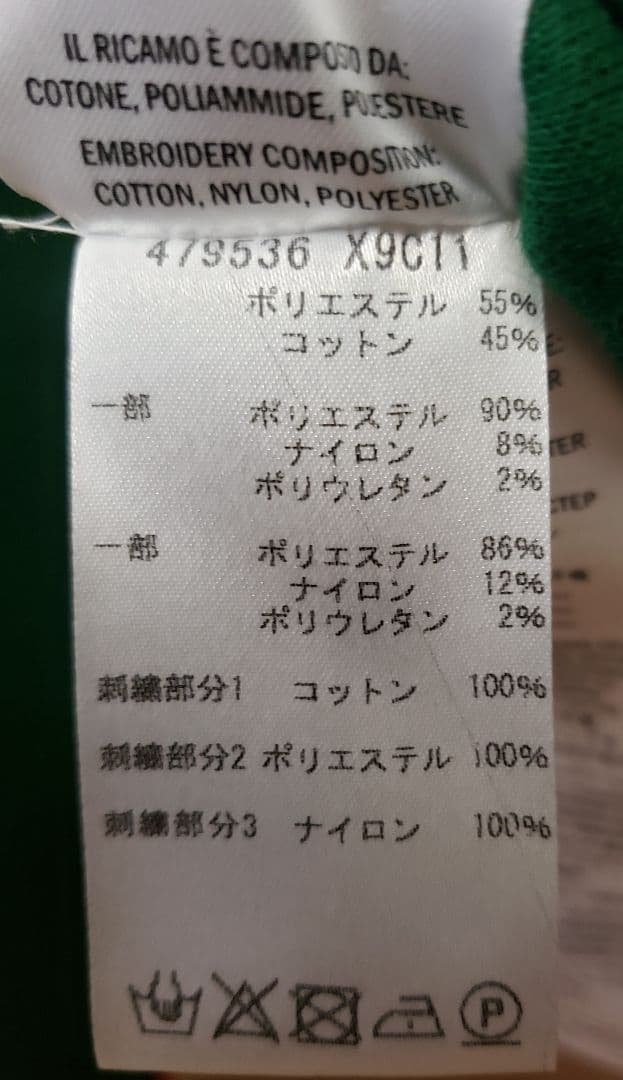 IL RICAMO È COMPOSTO DA:
COTONE, POLIAMMIDE, POLIESTERE
EMBROIDERY COMPOSITION:
COTTON, NYLON, POLYESTER
479536 X9C11
ポリエステル 55%
コットン 45%
一部 ポリエステル 90%
ナイロン 8%
ポリウレタン 2%
一部 ポリエステル 86%
ナイロン 12%
ポリウレタン 2%
刺繍部分1 コットン 100%
刺繍部分2 ポリエステル 100%
刺繍部分3 ナイロン 100%
P